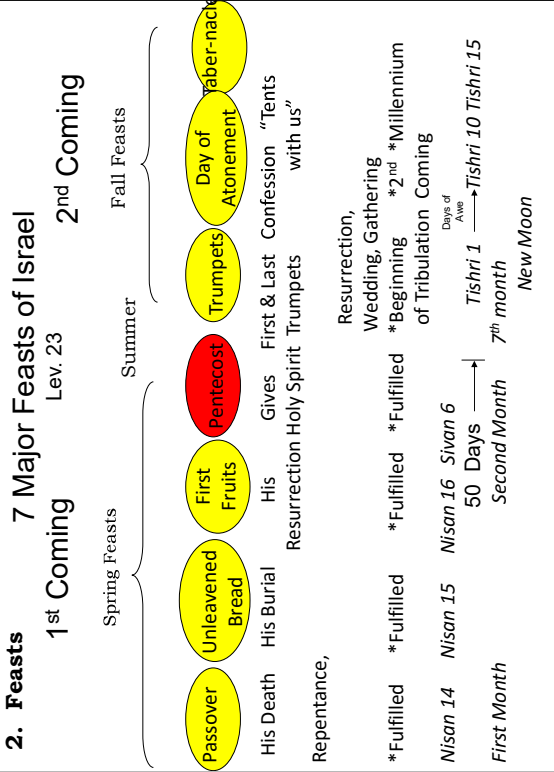 2. Feasts
7 Major Feasts of Israel
Lev. 23
1st Coming
2nd Coming
Spring Feasts
Summer
Fall Feasts
Passover
Unleavened
Bread
First
Fruits
Pentecost
Trumpets
Day of
Atonement
Taber-nacle
His Death
His Burial
His
Resurrection
Gives
Holy Spirit
First & Last
Trumpets
Confession
“Tents
with us”
Repentance,
Resurrection,
Wedding, Gathering
*Fulfilled
*Fulfilled
*Fulfilled
*Fulfilled
*Beginning
of Tribulation
*2nd
Coming
*Millennium
Days of
Awe
Nisan 14
Nisan 15
Nisan 16
Sivan 6
Tishri 1
Tishri 10
Tishri 15
50 Days
First Month
Second Month
7th month
New Moon